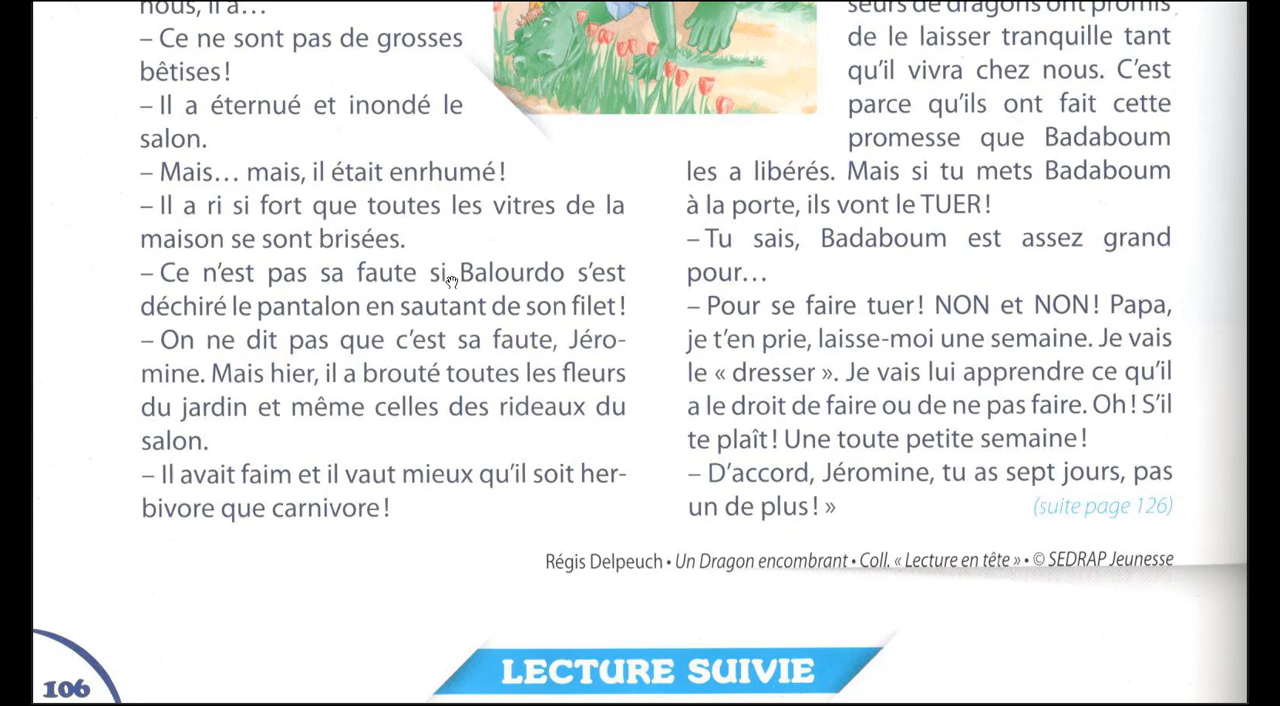 nous, il a…
– Ce ne sont pas de grosses
bêtises !
– Il a éternué et inondé le
salon.
– Mais… mais, il était enrhumé !
– Il a ri si fort que toutes les vitres de la
maison se sont brisées.
– Ce n’est pas sa faute si Balourdo s’est
déchiré le pantalon en sautant de son filet !
– On ne dit pas que c’est sa faute, Jéro-
mine. Mais hier, il a brouté toutes les fleurs
du jardin et même celles des rideaux du
salon.
– Il avait faim et il vaut mieux qu’il soit her-
bivore que carnivore !
seurs de dragons ont promis
de le laisser tranquille tant
qu’il vivra chez nous. C’est
parce qu’ils ont fait cette
promesse que Badaboum
les a libérés. Mais si tu mets Badaboum
à la porte, ils vont le TUER !
– Tu sais, Badaboum est assez grand
pour…
– Pour se faire tuer ! NON et NON ! Papa,
je t’en prie, laisse-moi une semaine. Je vais
le « dresser ». Je vais lui apprendre ce qu’il
a le droit de faire ou de ne pas faire. Oh ! S’il
te plaît ! Une toute petite semaine !
– D’accord, Jéromine, tu as sept jours, pas
un de plus ! »
(suite page 126)
Régis Delpeuch • Un Dragon encombrant • Coll. « Lecture en tête » • © SEDRAP Jeunesse
LECTURE SUIVIE
106